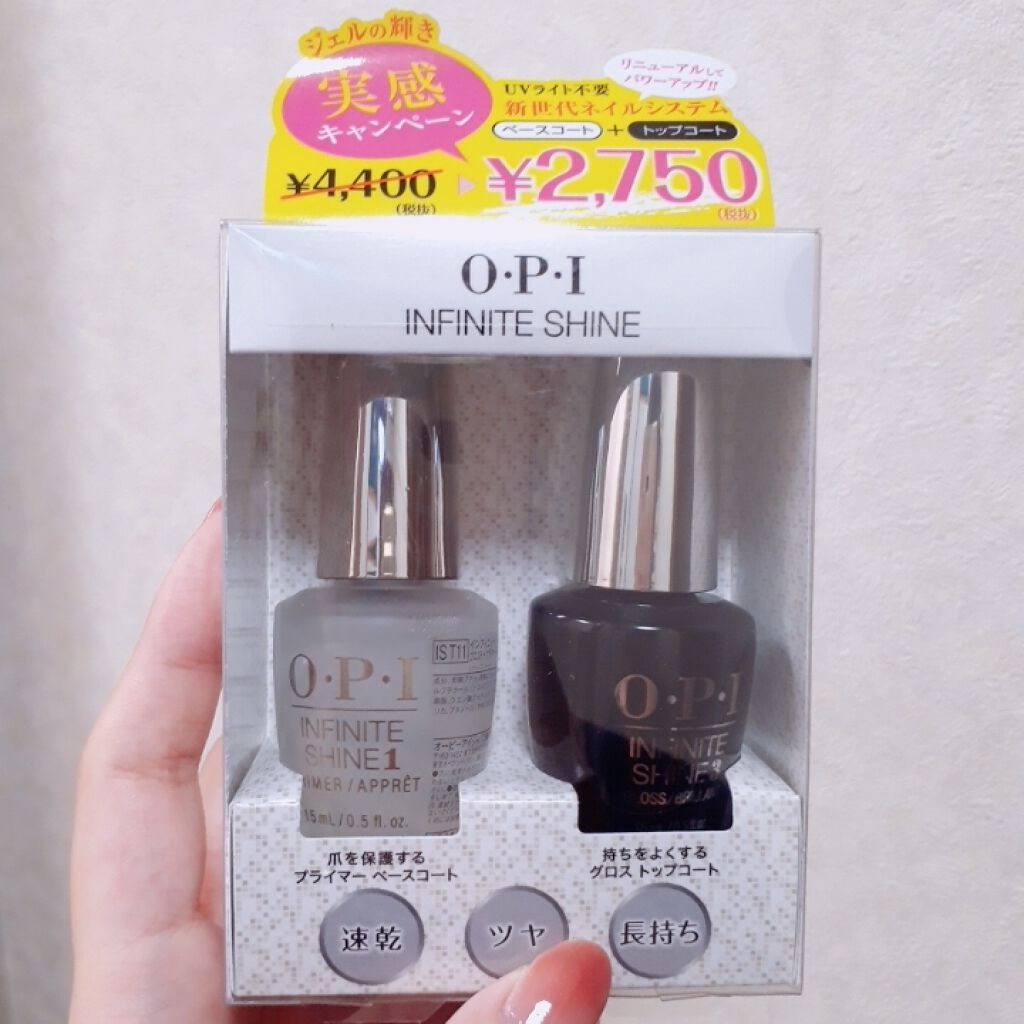 ジェルの輝き
実感
キャンペーン
リニューアルして
パワーアップ!!
UVライト不要
新世代ネイルシステム
ベースコート + トップコート
¥4,400 ▶ ¥2,750
(税抜) (税抜)
O·P·I
INFINITE SHINE
O·P·I
INFINITE
SHINE1
IMER/APPRÊT
15mL/0.5 fl. oz.
IST11
O·P·I
INFINITE
SHINE3
爪を保護する
プライマー ベースコート
持ちをよくする
グロス トップコート
速乾
ツヤ
長持ち